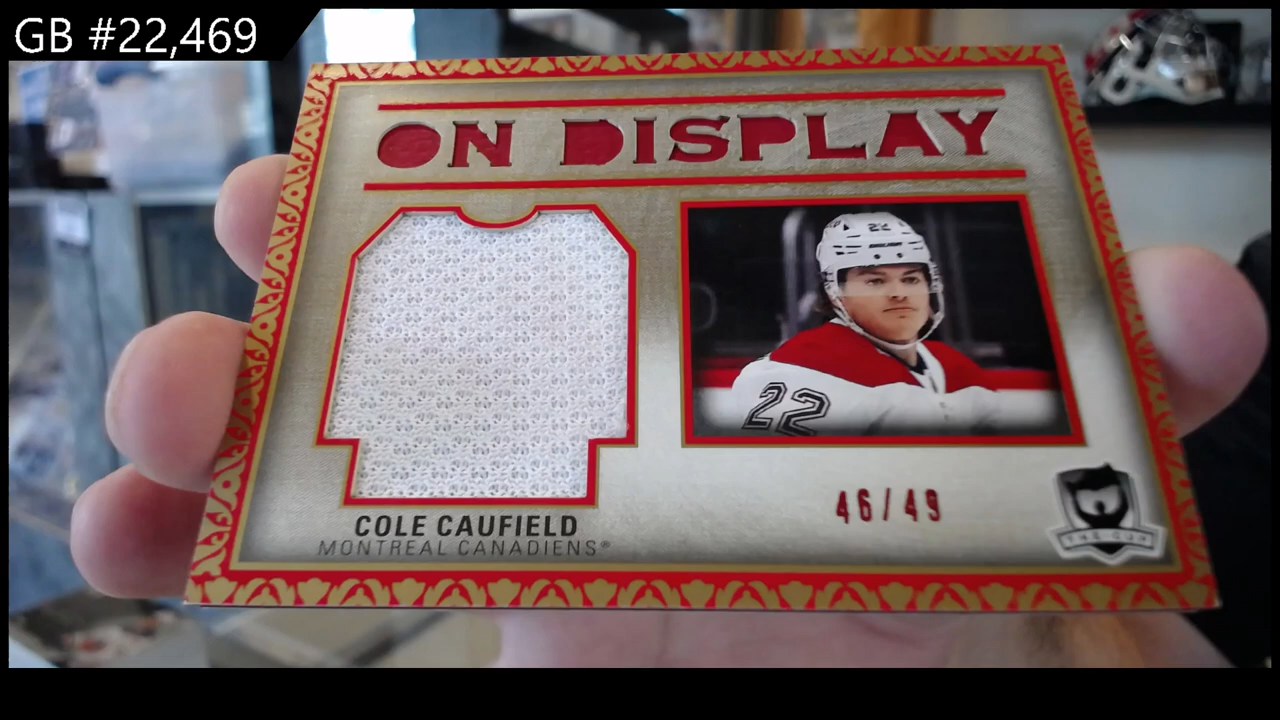 GB #22,469
ON DISPLAY
22
22
COLE CAUFIELD
MONTREAL CANADIENS®
46/49
THE CUP